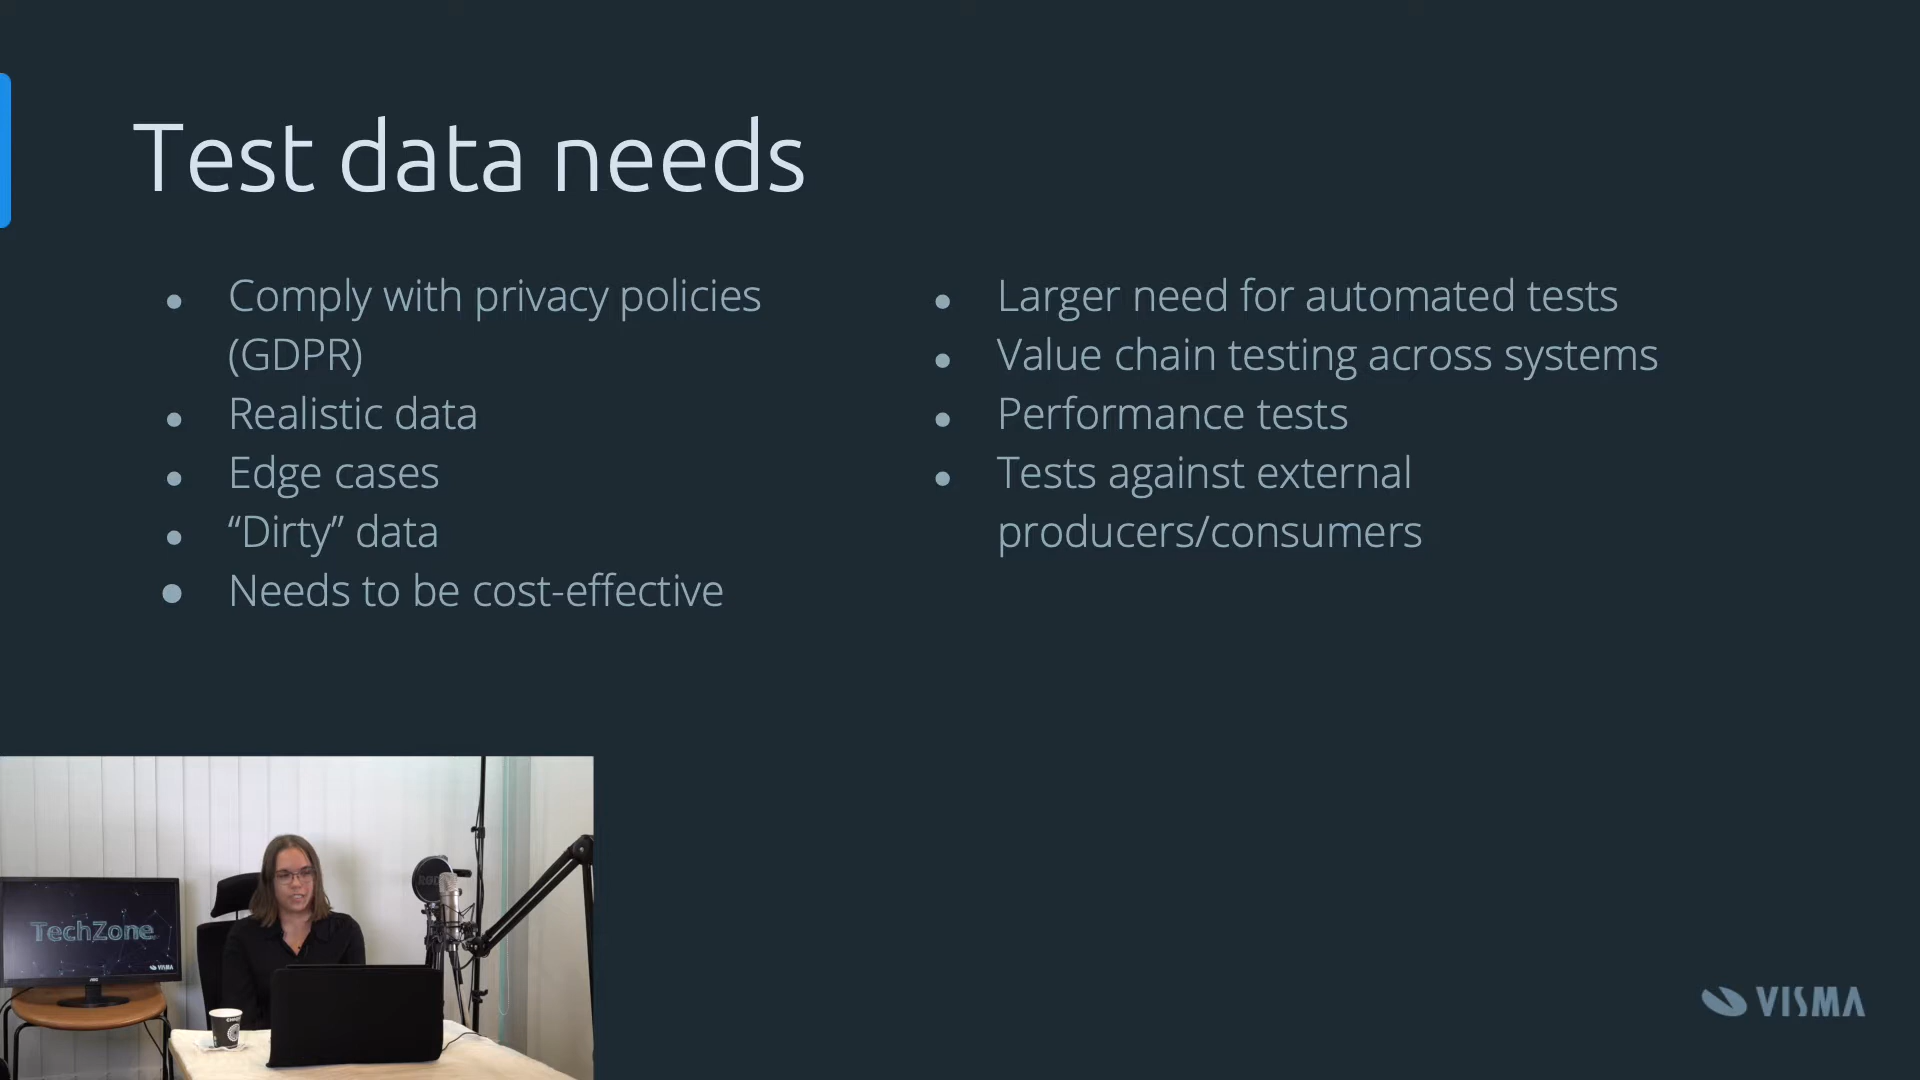 Test data needs
● Comply with privacy policies
(GDPR)
● Realistic data
● Edge cases
● “Dirty” data
● Needs to be cost-effective
● Larger need for automated tests
● Value chain testing across systems
● Performance tests
● Tests against external
producers/consumers
TechZone
VISMA
RØDE
VISMA